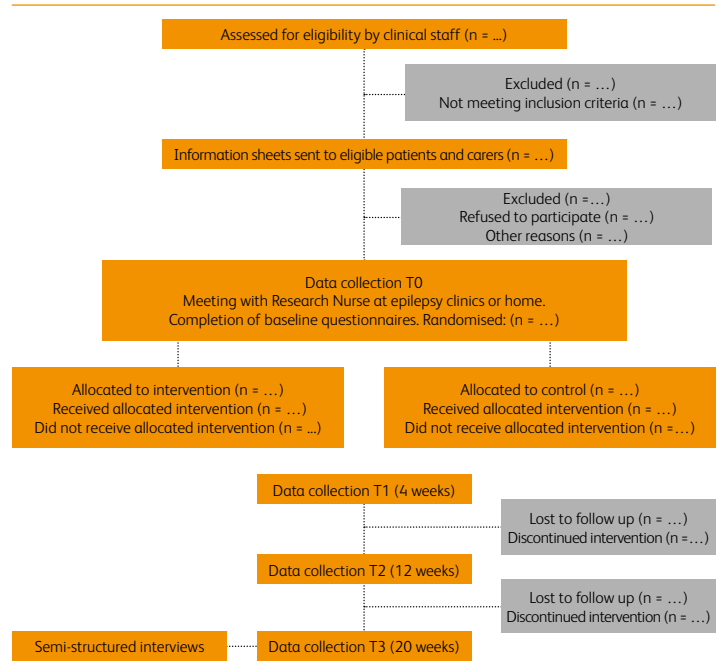 Assessed for eligibility by clinical staff (n = ...)
Excluded (n = …)
Not meeting inclusion criteria (n = …)
Information sheets sent to eligible patients and carers (n = …)
Excluded (n =…)
Refused to participate (n = …)
Other reasons (n = …)
Data collection T0
Meeting with Research Nurse at epilepsy clinics or home.
Completion of baseline questionnaires. Randomised: (n = …)
Allocated to intervention (n = …)
Received allocated intervention (n = …)
Did not receive allocated intervention (n = ...)
Allocated to control (n = …)
Received allocated intervention (n = …)
Did not receive allocated intervention (n =…)
Data collection T1 (4 weeks)
Lost to follow up (n = …)
Discontinued intervention (n =…)
Data collection T2 (12 weeks)
Lost to follow up (n = …)
Discontinued intervention (n =…)
Semi-structured interviews
Data collection T3 (20 weeks)